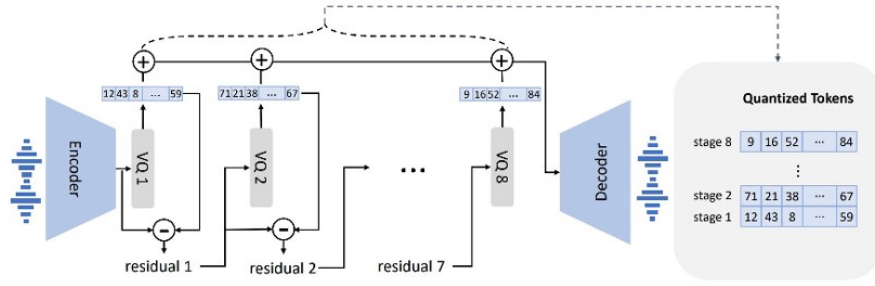 Encoder
12 43 8 ... 59
VQ 1
residual 1
71 21 38 ... 67
VQ 2
residual 2
...
residual 7
9 16 52 ... 84
VQ 8
Decoder
Quantized Tokens
stage 8 9 16 52 ... 84
⋮
stage 2 71 21 38 ... 67
stage 1 12 43 8 ... 59